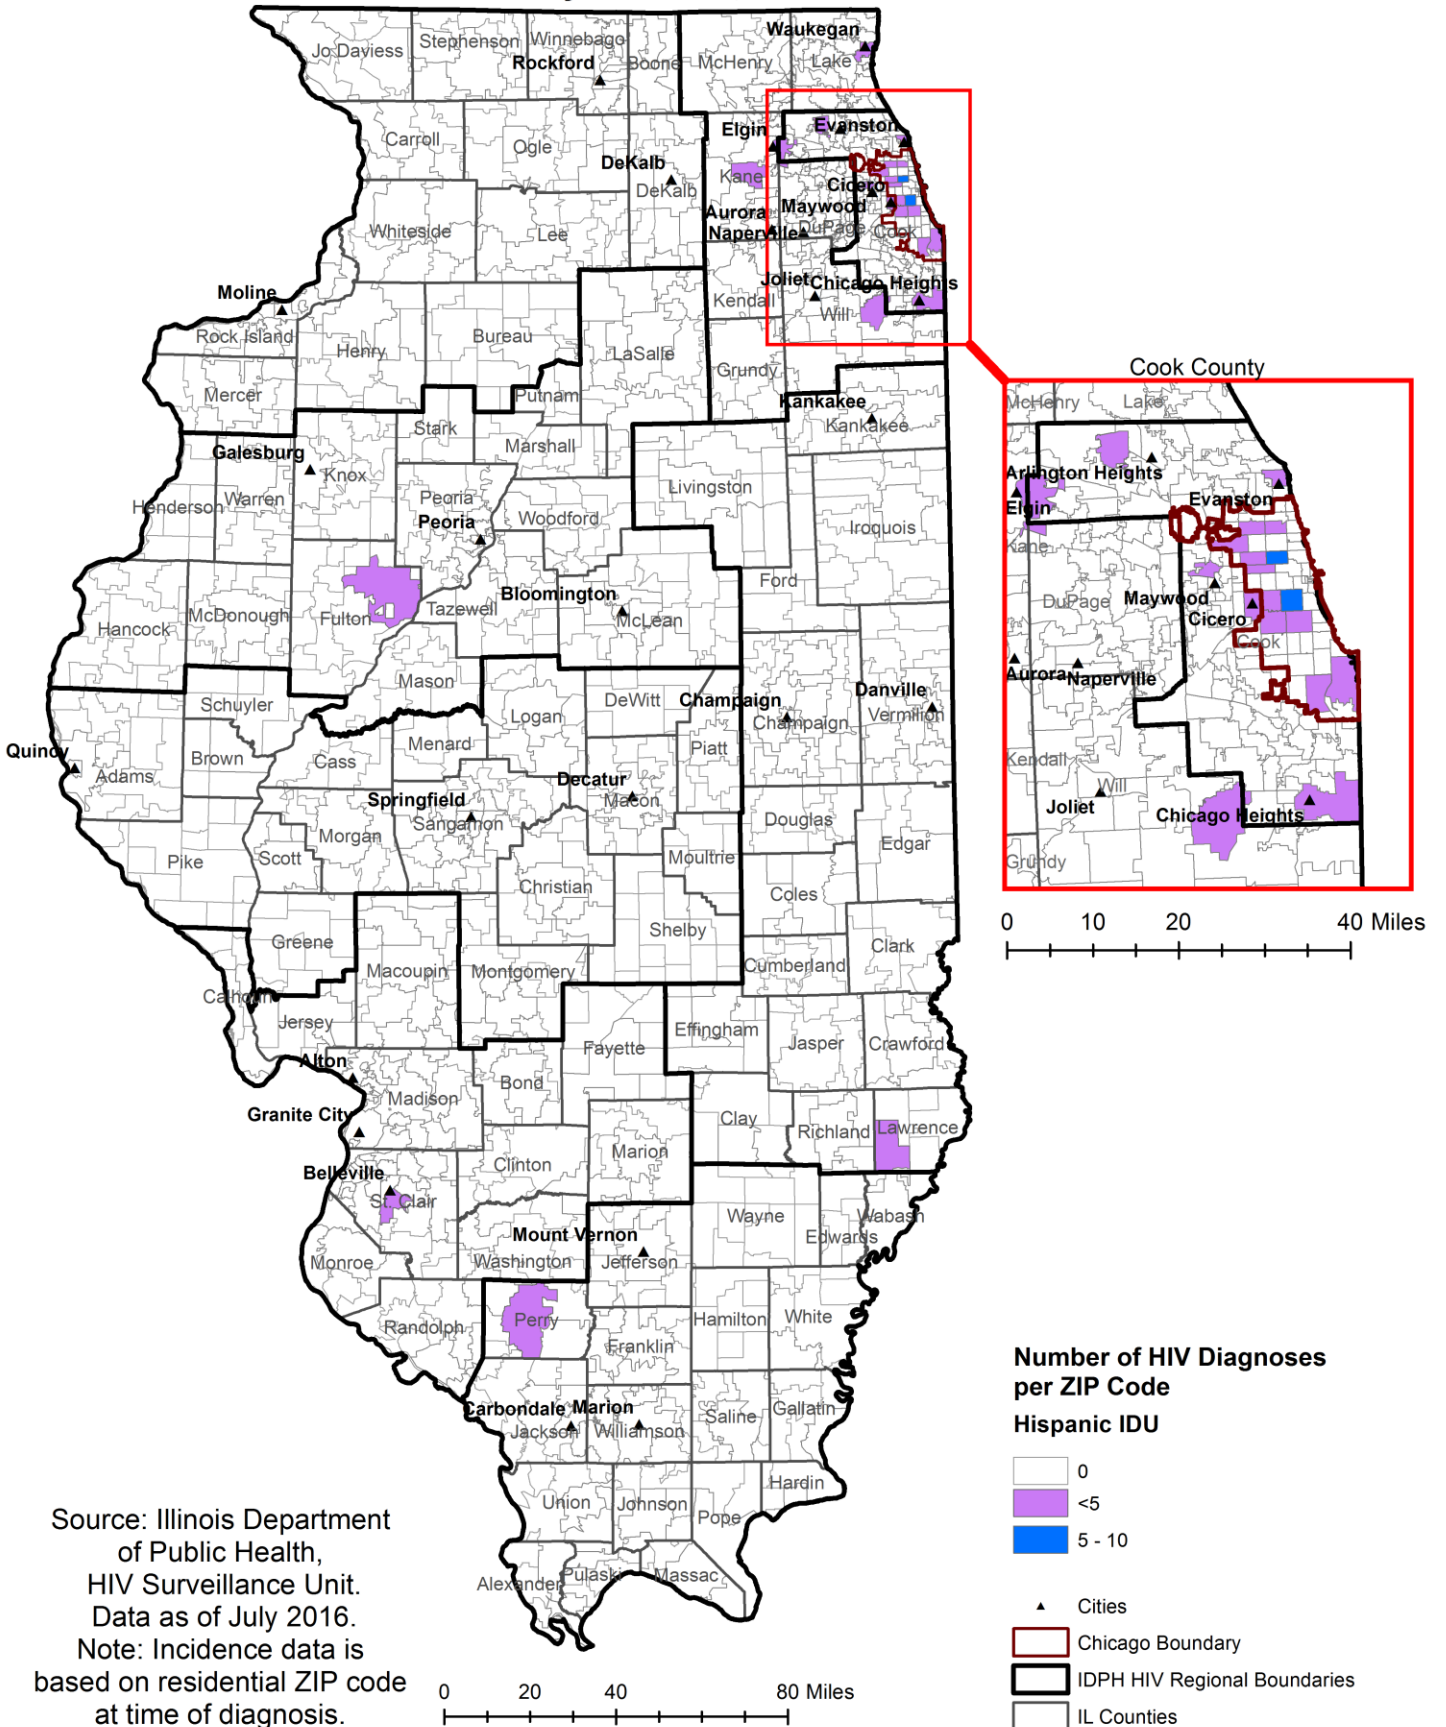 Waukegan
Jo Daviess
Stephenson
Winnebago
Rockford
Boone
McHenry
Lake
Carroll
Ogle
DeKalb
DeKalb
Elgin
Evanston
Kane
Cicero
Maywood
Aurora
Naperville
DuPage
Cook
Whiteside
Lee
Moline
Joliet
Chicago Heights
Kendall
Will
Rock Island
Henry
Bureau
LaSalle
Grundy
Mercer
Putnam
Kankakee
Kankakee
Stark
Marshall
Galesburg
Knox
Peoria
Peoria
Livingston
Henderson
Warren
Woodford
Iroquois
Ford
Bloomington
McLean
Hancock
McDonough
Fulton
Tazewell
Mason
Schuyler
Logan
DeWitt
Champaign
Champaign
Danville
Vermilion
Quincy
Adams
Brown
Cass
Menard
Piatt
Decatur
Macon
Springfield
Sangamon
Douglas
Edgar
Pike
Scott
Morgan
Moultrie
Christian
Coles
Shelby
Greene
Clark
Macoupin
Montgomery
Cumberland
Calhoun
Jersey
Effingham
Jasper
Crawford
Fayette
Alton
Bond
Madison
Granite City
Clay
Richland
Lawrence
Marion
Clinton
Belleville
St. Clair
Wayne
Wabash
Edwards
Mount Vernon
Jefferson
Washington
Monroe
Perry
Randolph
Hamilton
White
Franklin
Carbondale
Marion
Jackson
Williamson
Saline
Gallatin
Hardin
Union
Johnson
Pope
Alexander
Pulaski
Massac
Cook County
McHenry
Lake
Arlington Heights
Elgin
Evanston
Kane
DuPage
Maywood
Cicero
Cook
Aurora
Naperville
Kendall
Will
Joliet
Chicago Heights
Grundy
0 10 20 40 Miles
Number of HIV Diagnoses
per ZIP Code
Hispanic IDU
0
<5
5 - 10
Cities
Chicago Boundary
IDPH HIV Regional Boundaries
IL Counties
Source: Illinois Department
of Public Health,
HIV Surveillance Unit.
Data as of July 2016.
Note: Incidence data is
based on residential ZIP code
at time of diagnosis.
0 20 40 80 Miles